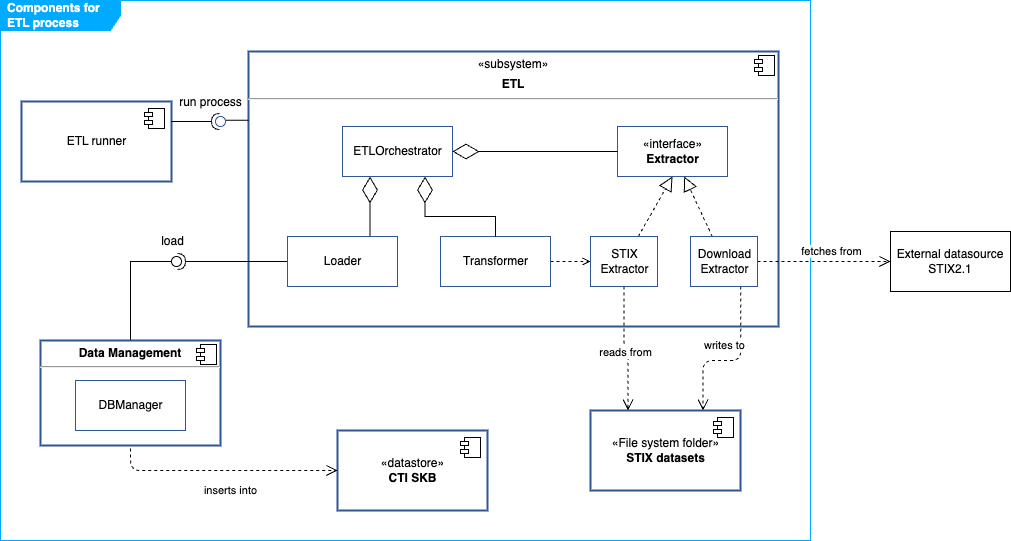 Components for
ETL process
«subsystem»
ETL
run process
ETL runner
ETLOrchestrator
«interface»
Extractor
load
Loader
Transformer
STIX
Extractor
Download
Extractor
fetches from
External datasource
STIX2.1
Data Management
DBManager
reads from
writes to
«File system folder»
STIX datasets
«datastore»
CTI SKB
inserts into